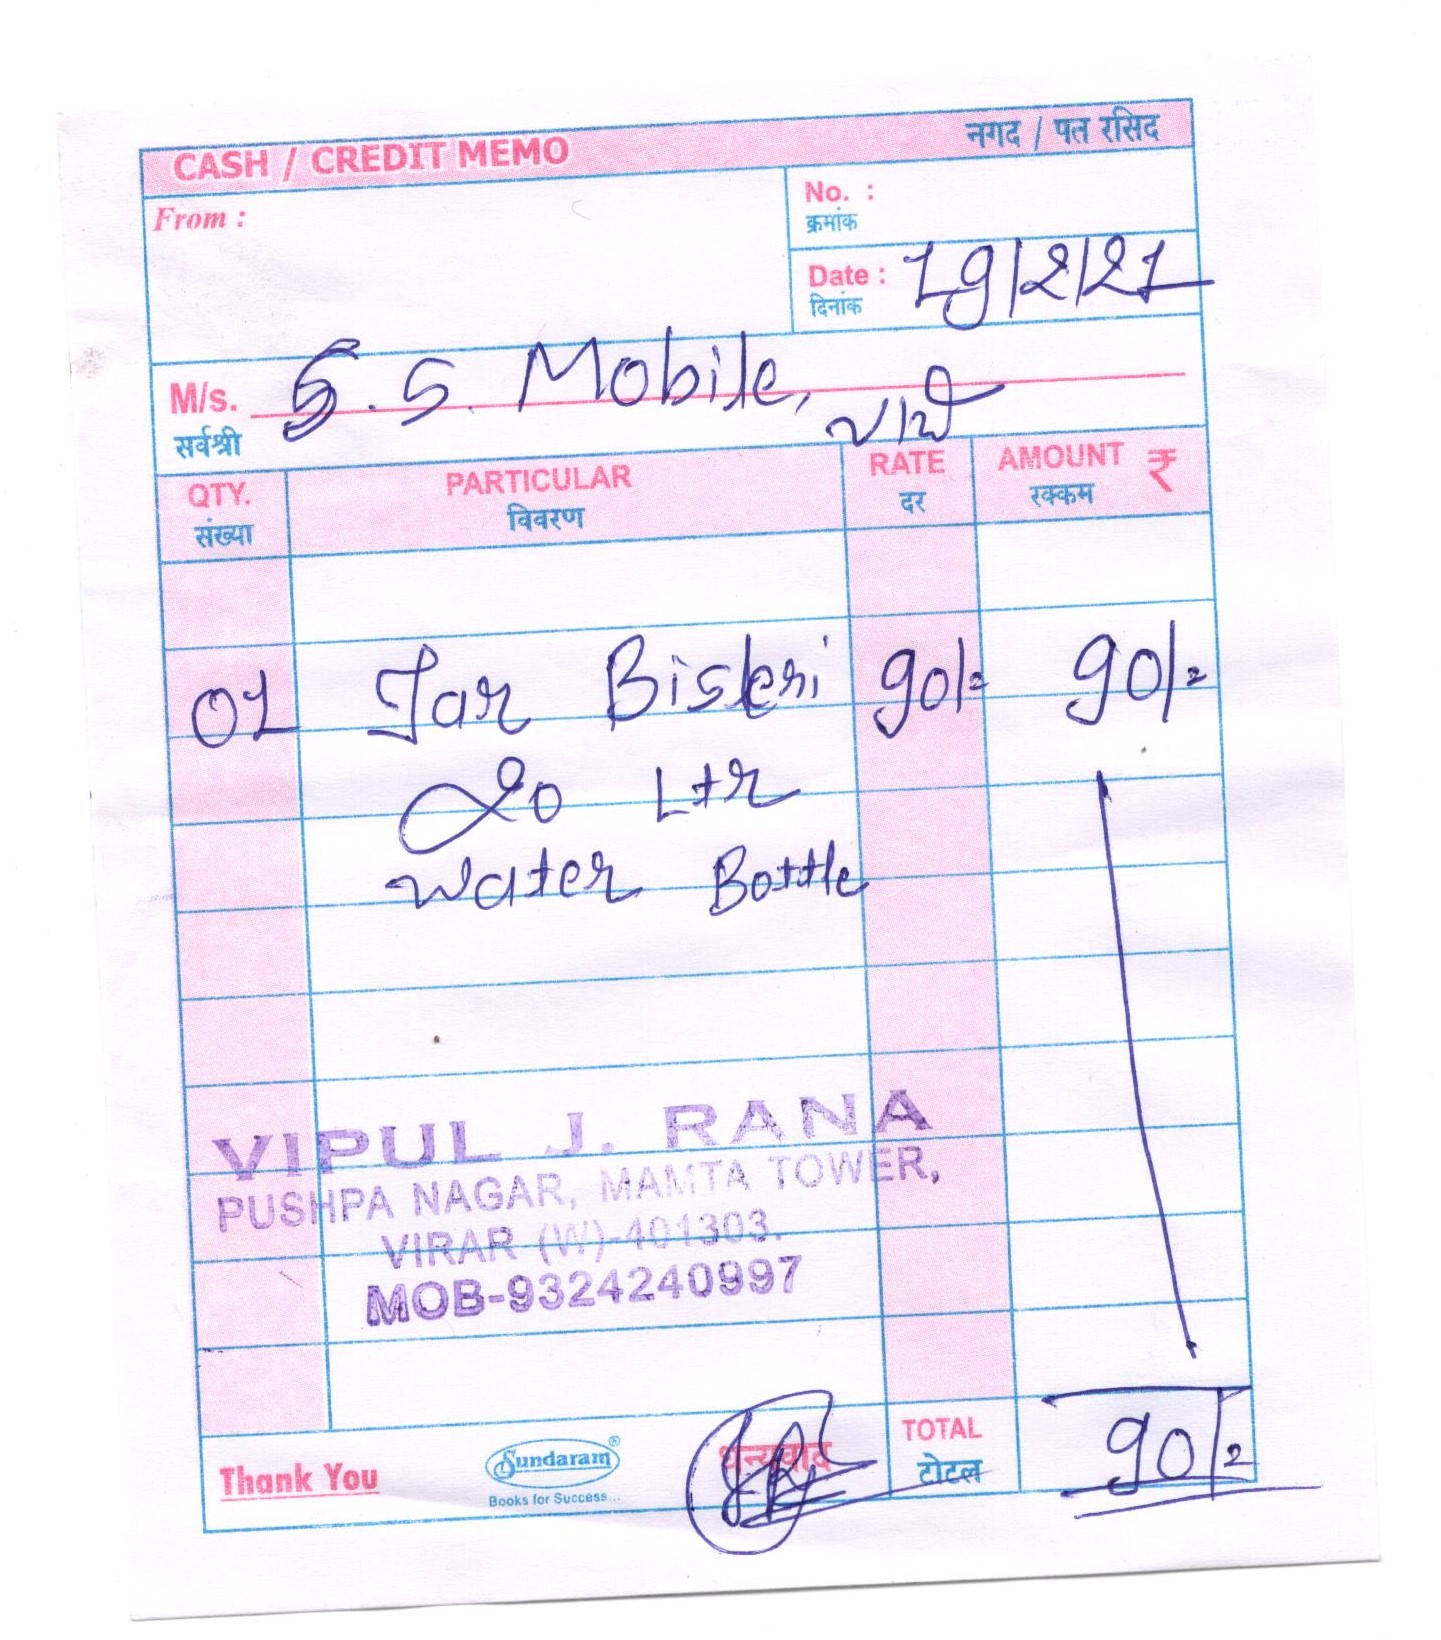 CASH / CREDIT MEMO नगद / पत रसिद
From :
No. :
क्रमांक
Date : 19/2/21
दिनांक
M/s. S. S. Mobile,
सर्वश्री
QTY. PARTICULAR RATE AMOUNT ₹
संख्या विवरण दर रक्कम
01 Jar Bisleri 90/= 90/=
20 Ltr
water Bottle
VIPUL J. RANA
PUSHPA NAGAR, MAMTA TOWER,
VIRAR (W)-401303.
MOB-9324240997
Thank You Sundaram® धन्यवाद TOTAL 90/=
Books for Success... टोटल